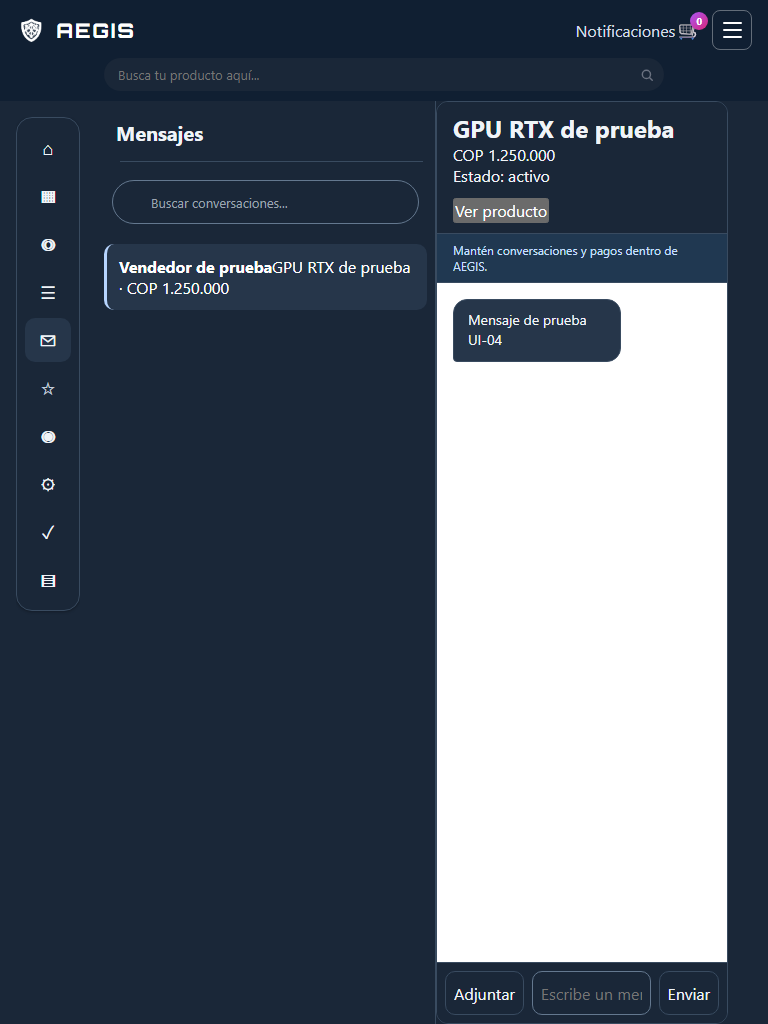 AEGIS
Notificaciones
0
Busca tu producto aquí...
Mensajes
Buscar conversaciones...
Vendedor de pruebaGPU RTX de prueba
· COP 1.250.000
GPU RTX de prueba
COP 1.250.000
Estado: activo
Ver producto
Mantén conversaciones y pagos dentro de
AEGIS.
Mensaje de prueba
UI-04
Adjuntar
Escribe un men
Enviar